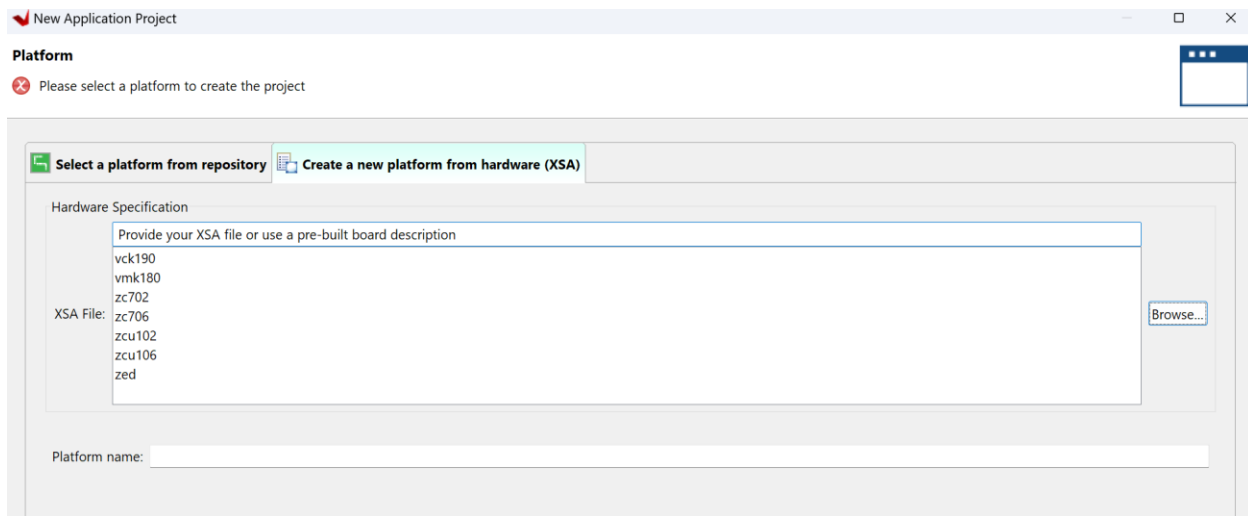 New Application Project
Platform
Please select a platform to create the project
Select a platform from repository Create a new platform from hardware (XSA)
Hardware Specification
Provide your XSA file or use a pre-built board description
vck190
vmk180
zc702
XSA File: zc706 Browse...
zcu102
zcu106
zed
Platform name: